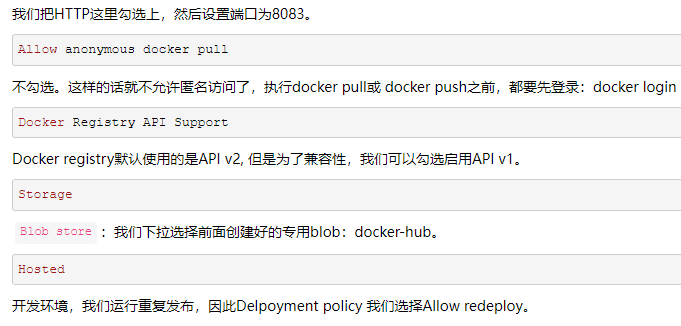 我们把HTTP这里勾选上，然后设置端口为8083。
Allow anonymous docker pull
不勾选。这样的话就不允许匿名访问了，执行docker pull或 docker push之前，都要先登录：docker login
Docker Registry API Support
Docker registry默认使用的是API v2, 但是为了兼容性，我们可以勾选启用API v1。
Storage
Blob store ：我们下拉选择前面创建好的专用blob：docker-hub。
Hosted
开发环境，我们运行重复发布，因此Delpoyment policy 我们选择Allow redeploy。